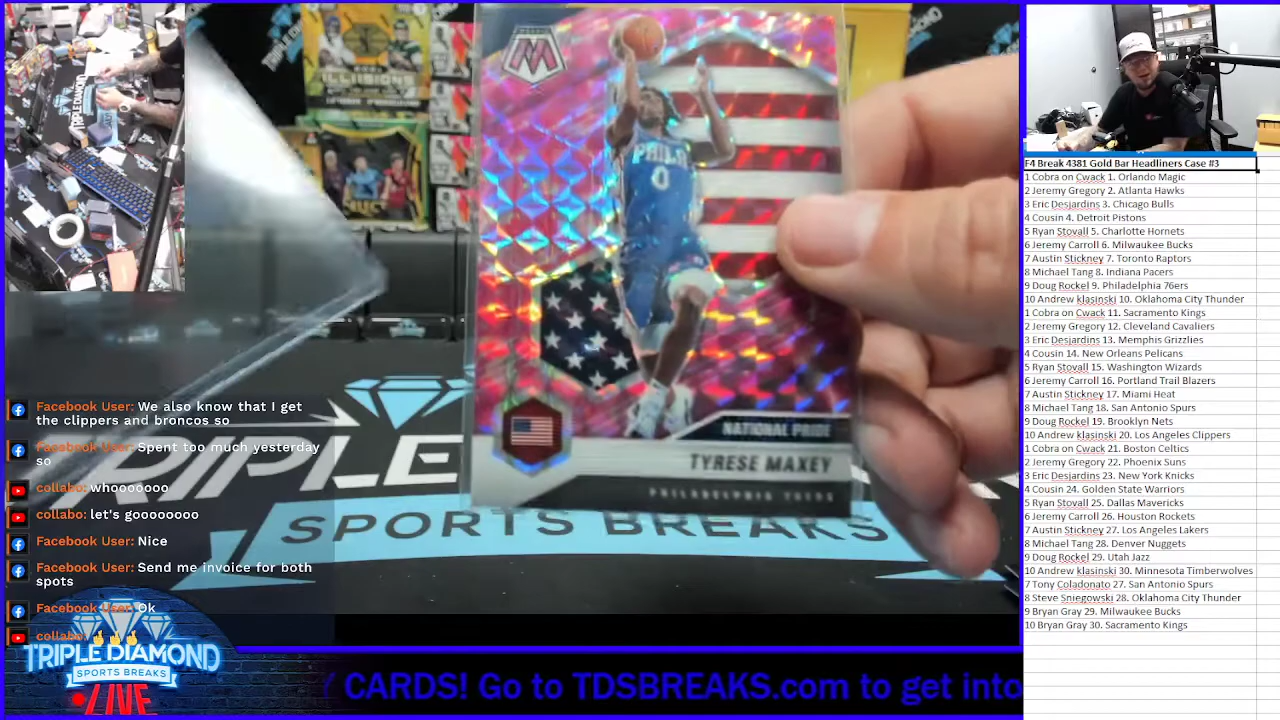 TRIPLE DIAMOND
ILLUSIONS
PHILA
0
NATIONAL PRIDE
TYRESE MAXEY
PHILADELPHIA 76ERS
SPORTS BREAKS
Facebook User: We also know that I get
the clippers and broncos so
Facebook User: Spent too much yesterday
so
collabo: whooooooo
collabo: let's goooooooo
Facebook User: Nice
Facebook User: Send me invoice for both
spots
Facebook User: Ok
collabo:
TRIPLE DIAMOND
SPORTS BREAKS
LIVE
CARDS! Go to TDSBREAKS.com to get into
F4 Break 4381 Gold Bar Headliners Case #3
1 Cobra on Cwack 1. Orlando Magic
2 Jeremy Gregory 2. Atlanta Hawks
3 Eric Desjardins 3. Chicago Bulls
4 Cousin 4. Detroit Pistons
5 Ryan Stovall 5. Charlotte Hornets
6 Jeremy Carroll 6. Milwaukee Bucks
7 Austin Stickney 7. Toronto Raptors
8 Michael Tang 8. Indiana Pacers
9 Doug Rockel 9. Philadelphia 76ers
10 Andrew klasinski 10. Oklahoma City Thunder
1 Cobra on Cwack 11. Sacramento Kings
2 Jeremy Gregory 12. Cleveland Cavaliers
3 Eric Desjardins 13. Memphis Grizzlies
4 Cousin 14. New Orleans Pelicans
5 Ryan Stovall 15. Washington Wizards
6 Jeremy Carroll 16. Portland Trail Blazers
7 Austin Stickney 17. Miami Heat
8 Michael Tang 18. San Antonio Spurs
9 Doug Rockel 19. Brooklyn Nets
10 Andrew klasinski 20. Los Angeles Clippers
1 Cobra on Cwack 21. Boston Celtics
2 Jeremy Gregory 22. Phoenix Suns
3 Eric Desjardins 23. New York Knicks
4 Cousin 24. Golden State Warriors
5 Ryan Stovall 25. Dallas Mavericks
6 Jeremy Carroll 26. Houston Rockets
7 Austin Stickney 27. Los Angeles Lakers
8 Michael Tang 28. Denver Nuggets
9 Doug Rockel 29. Utah Jazz
10 Andrew klasinski 30. Minnesota Timberwolves
7 Tony Coladonato 27. San Antonio Spurs
8 Steve Sniegowski 28. Oklahoma City Thunder
9 Bryan Gray 29. Milwaukee Bucks
10 Bryan Gray 30. Sacramento Kings